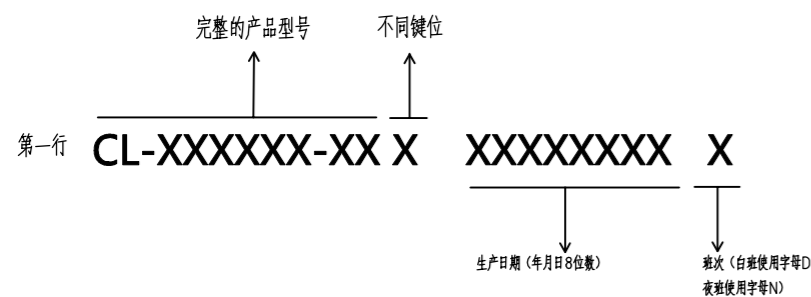 完整的产品型号 不同键位
第一行 CL-XXXXXX-XX X XXXXXXXX X
生产日期（年月日8位数） 班次（白班使用字母D
夜班使用字母N）